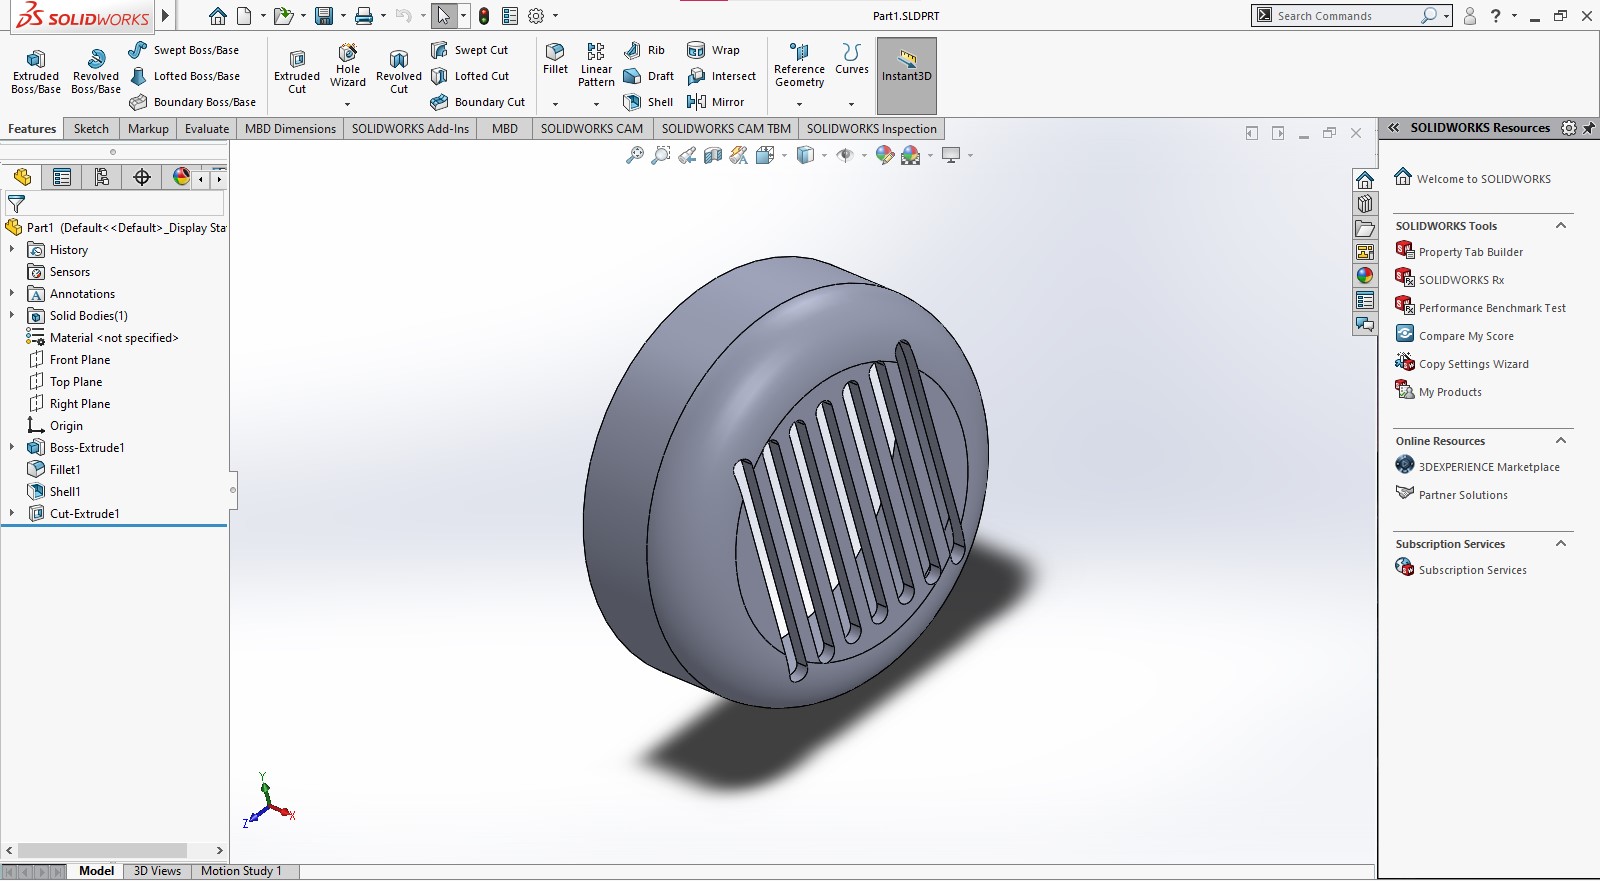 SOLIDWORKS
Part1.SLDPRT
Search Commands
?
Extruded Boss/Base
Revolved Boss/Base
Swept Boss/Base
Lofted Boss/Base
Boundary Boss/Base
Extruded Cut
Hole Wizard
Revolved Cut
Swept Cut
Lofted Cut
Boundary Cut
Fillet
Linear Pattern
Rib
Draft
Shell
Wrap
Intersect
Mirror
Reference Geometry
Curves
Instant3D
Features
Sketch
Markup
Evaluate
MBD Dimensions
SOLIDWORKS Add-Ins
MBD
SOLIDWORKS CAM
SOLIDWORKS CAM TBM
SOLIDWORKS Inspection
Part1 (Default<<Default>_Display Sta
History
Sensors
Annotations
Solid Bodies(1)
Material <not specified>
Front Plane
Top Plane
Right Plane
Origin
Boss-Extrude1
Fillet1
Shell1
Cut-Extrude1
Y
X
Z
SOLIDWORKS Resources
Welcome to SOLIDWORKS
SOLIDWORKS Tools
Property Tab Builder
SOLIDWORKS Rx
Performance Benchmark Test
Compare My Score
Copy Settings Wizard
My Products
Online Resources
3DEXPERIENCE Marketplace
Partner Solutions
Subscription Services
Subscription Services
Model
3D Views
Motion Study 1